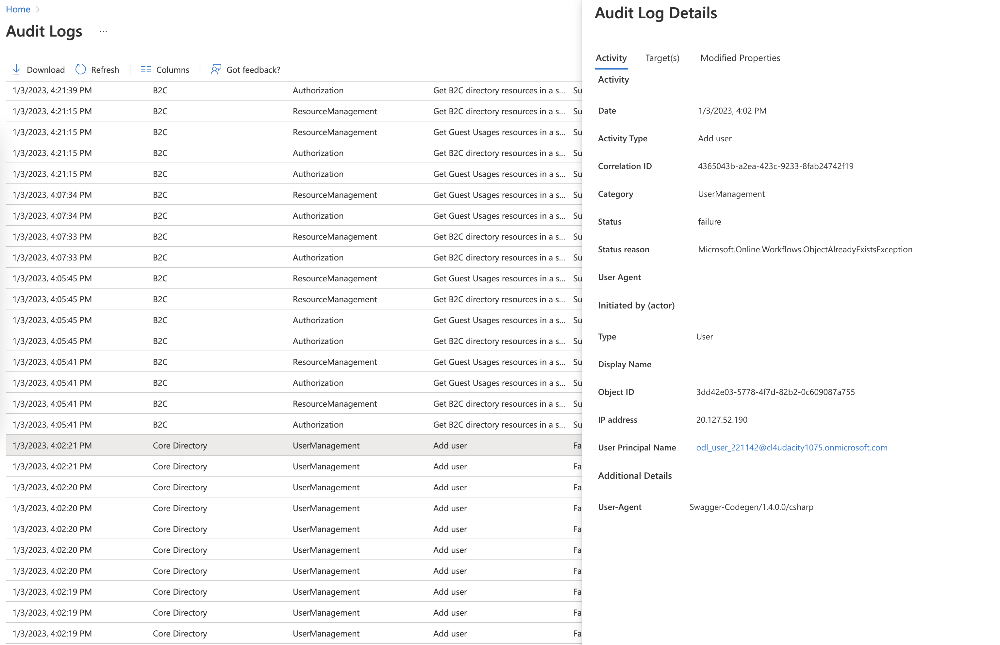 Home
Audit Logs ...
Download Refresh Columns Got feedback?
1/3/2023, 4:21:39 PM B2C Authorization Get B2C directory resources in a s... Su
1/3/2023, 4:21:15 PM B2C ResourceManagement Get B2C directory resources in a s... Su
1/3/2023, 4:21:15 PM B2C ResourceManagement Get Guest Usages resources in a s... Su
1/3/2023, 4:21:15 PM B2C Authorization Get B2C directory resources in a s... Su
1/3/2023, 4:21:15 PM B2C Authorization Get Guest Usages resources in a s... Su
1/3/2023, 4:07:34 PM B2C ResourceManagement Get Guest Usages resources in a s... Su
1/3/2023, 4:07:34 PM B2C Authorization Get Guest Usages resources in a s... Su
1/3/2023, 4:07:33 PM B2C ResourceManagement Get B2C directory resources in a s... Su
1/3/2023, 4:07:33 PM B2C Authorization Get B2C directory resources in a s... Su
1/3/2023, 4:05:45 PM B2C ResourceManagement Get Guest Usages resources in a s... Su
1/3/2023, 4:05:45 PM B2C ResourceManagement Get B2C directory resources in a s... Su
1/3/2023, 4:05:45 PM B2C Authorization Get Guest Usages resources in a s... Su
1/3/2023, 4:05:45 PM B2C Authorization Get B2C directory resources in a s... Su
1/3/2023, 4:05:41 PM B2C ResourceManagement Get Guest Usages resources in a s... Su
1/3/2023, 4:05:41 PM B2C Authorization Get Guest Usages resources in a s... Su
1/3/2023, 4:05:41 PM B2C ResourceManagement Get B2C directory resources in a s... Su
1/3/2023, 4:05:41 PM B2C Authorization Get B2C directory resources in a s... Su
1/3/2023, 4:02:21 PM Core Directory UserManagement Add user Fa
1/3/2023, 4:02:21 PM Core Directory UserManagement Add user Fa
1/3/2023, 4:02:20 PM Core Directory UserManagement Add user Fa
1/3/2023, 4:02:20 PM Core Directory UserManagement Add user Fa
1/3/2023, 4:02:20 PM Core Directory UserManagement Add user Fa
1/3/2023, 4:02:20 PM Core Directory UserManagement Add user Fa
1/3/2023, 4:02:20 PM Core Directory UserManagement Add user Fa
1/3/2023, 4:02:19 PM Core Directory UserManagement Add user Fa
1/3/2023, 4:02:19 PM Core Directory UserManagement Add user Fa
1/3/2023, 4:02:19 PM Core Directory UserManagement Add user Fa
Audit Log Details
Activity Target(s) Modified Properties
Activity
Date 1/3/2023, 4:02 PM
Activity Type Add user
Correlation ID 4365043b-a2ea-423c-9233-8fab24742f19
Category UserManagement
Status failure
Status reason Microsoft.Online.Workflows.ObjectAlreadyExistsException
User Agent
Initiated by (actor)
Type User
Display Name
Object ID 3dd42e03-5778-4f7d-82b2-0c609087a755
IP address 20.127.52.190
User Principal Name odl_user_221142@cl4udacity1075.onmicrosoft.com
Additional Details
User-Agent Swagger-Codegen/1.4.0.0/csharp